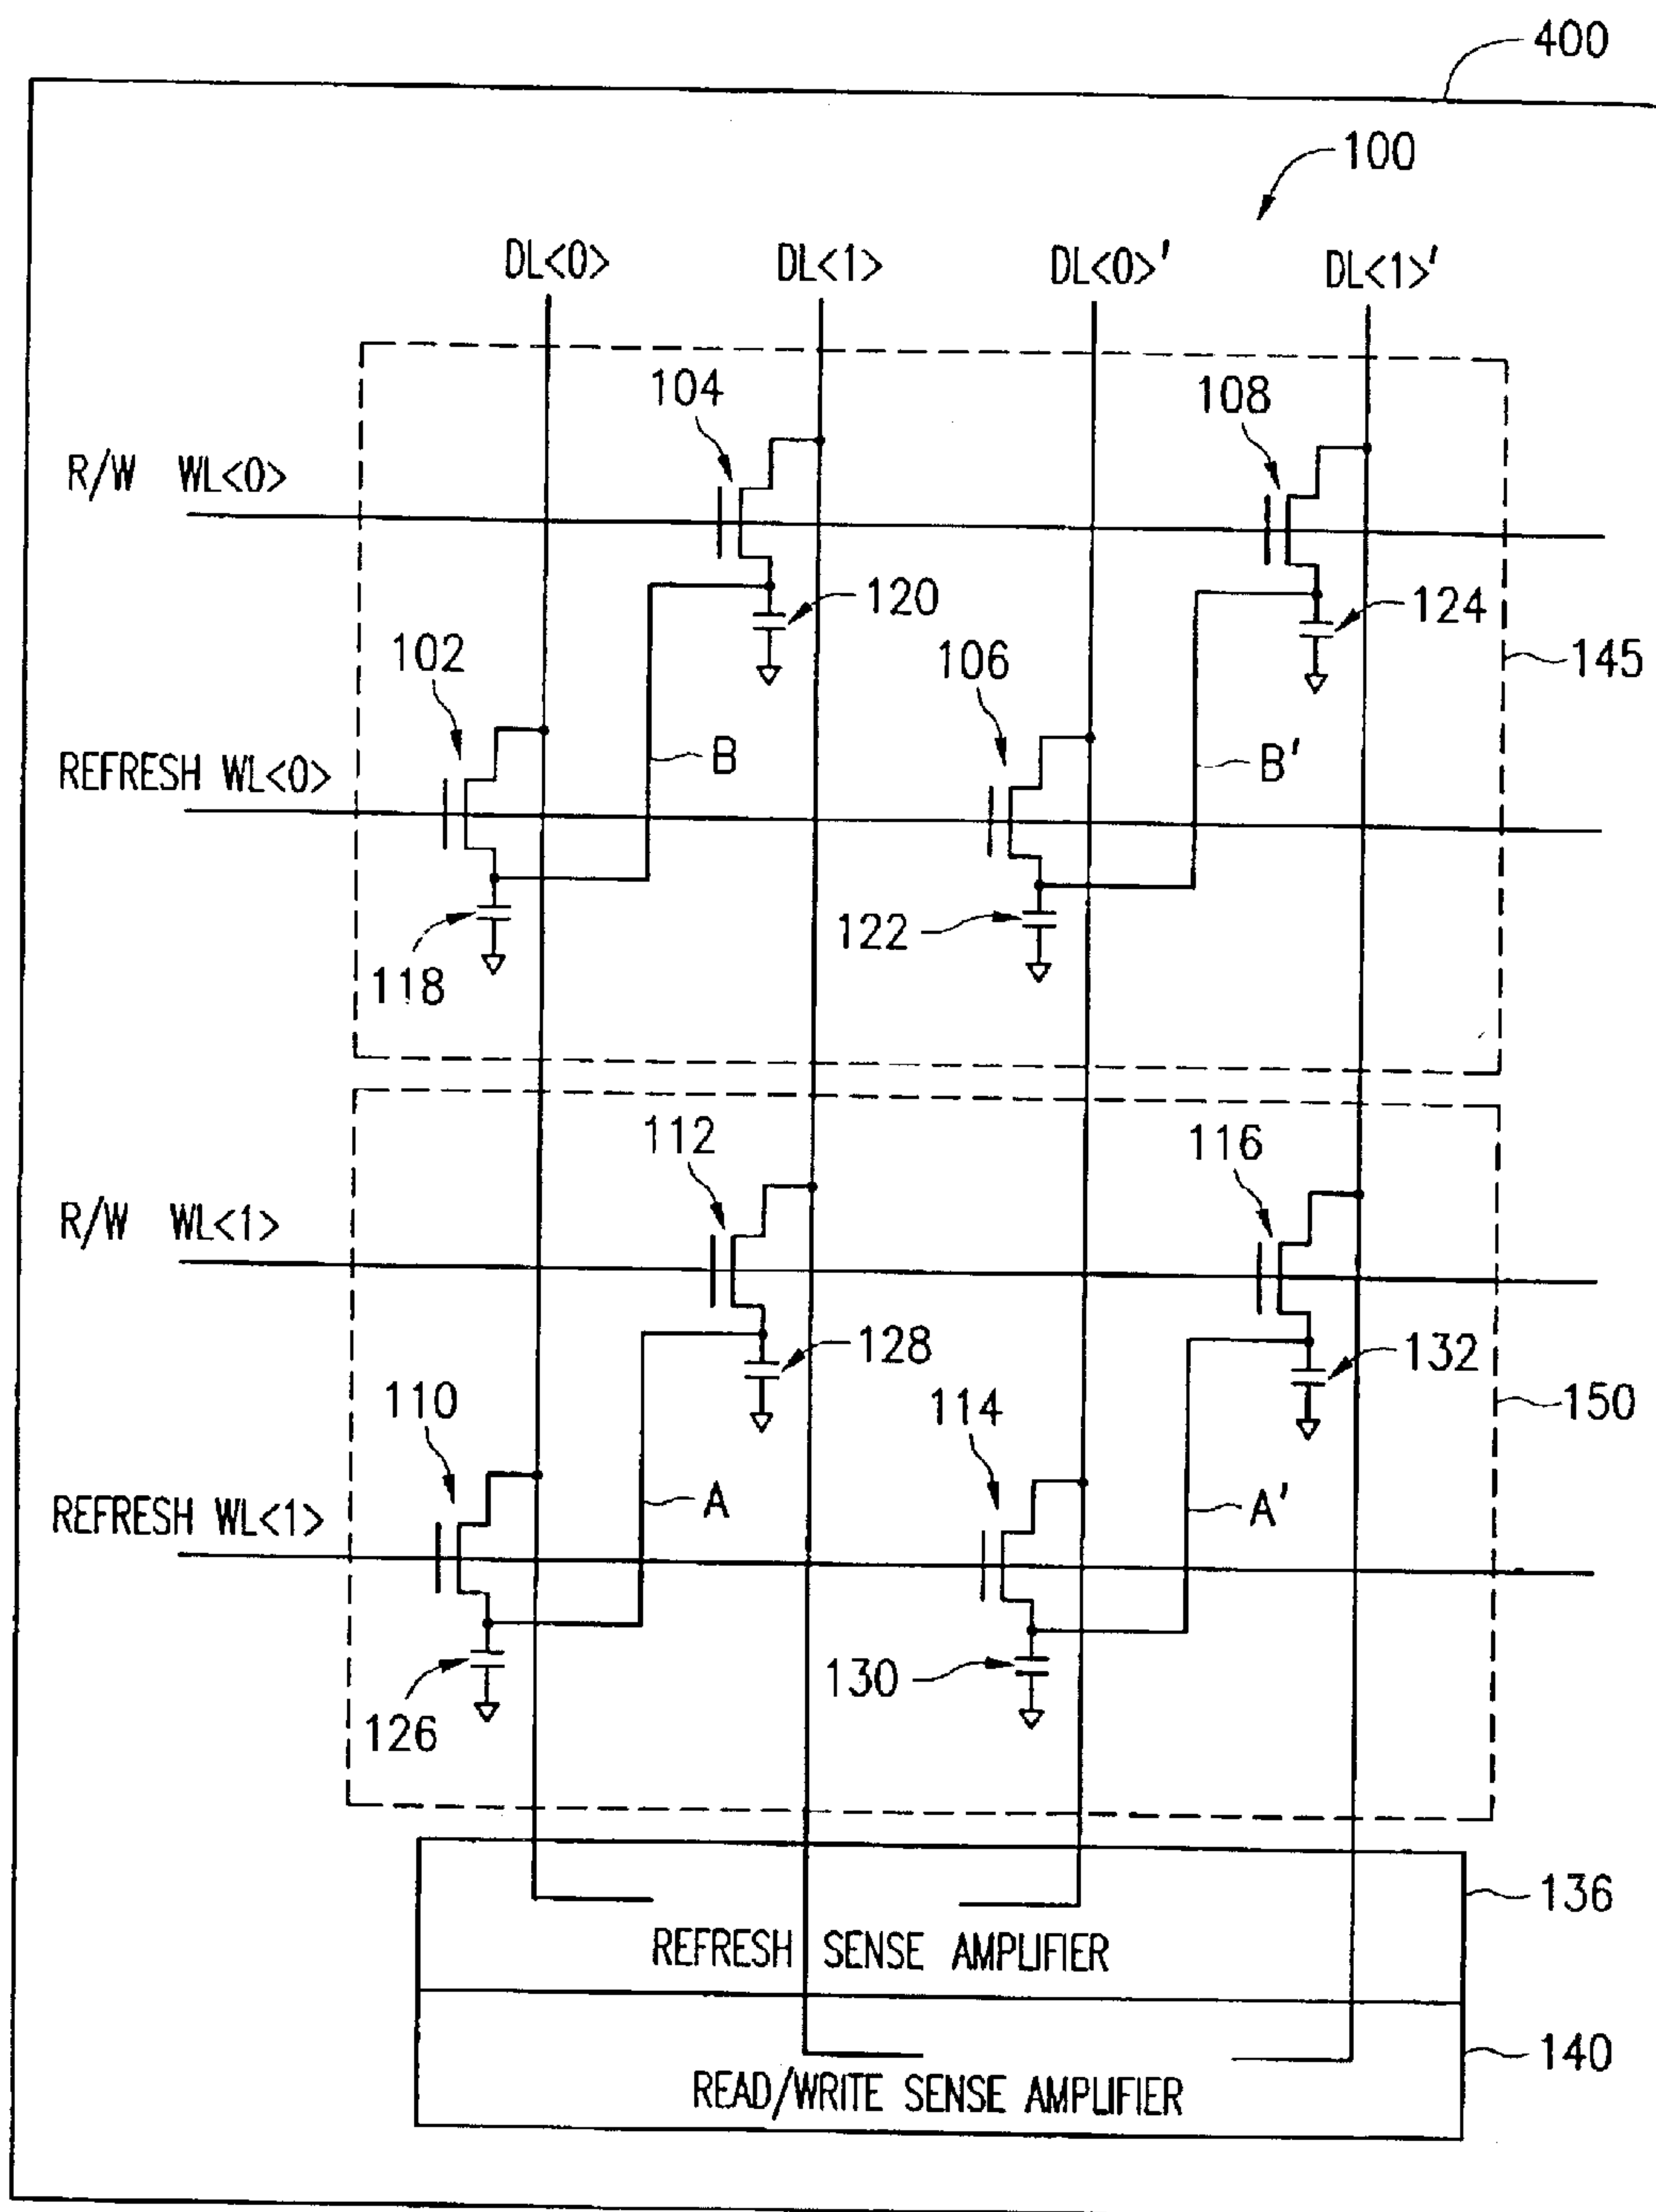 400
100
DL<0>
DL<1>
DL<0>'
DL<1>'
104
108
R/W WL<0>
120
124
102
106
145
REFRESH WL<0>
B
B'
118
122
112
116
R/W WL<1>
128
132
110
114
150
REFRESH WL<1>
A
A'
126
130
136
REFRESH SENSE AMPLIFIER
140
READ/WRITE SENSE AMPLIFIER